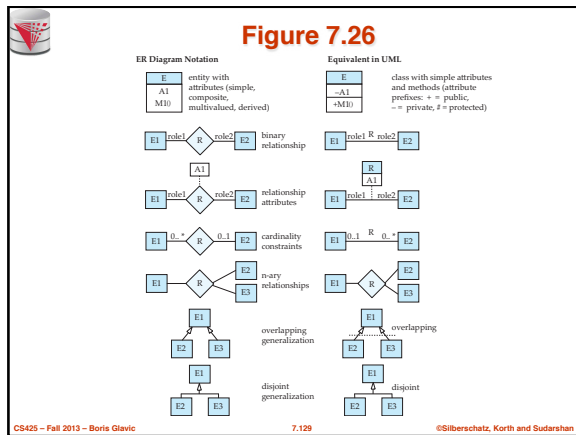 Figure 7.26
ER Diagram Notation
Equivalent in UML
E
A1
M1()
entity with
attributes (simple,
composite,
multivalued, derived)
E
–A1
+M1()
class with simple attributes
and methods (attribute
prefixes: + = public,
– = private, # = protected)
E1 role1 R role2 E2
binary
relationship
E1 role1 R role2 E2
A1
E1 role1 R role2 E2
relationship
attributes
R
A1
E1 role1 role2 E2
E1 0.. * R 0..1 E2
cardinality
constraints
E1 0..1 R 0.. * E2
E1 R E2 E3
n-ary
relationships
E1 R E2 E3
E1
E2 E3
overlapping
generalization
E1
E2 E3
overlapping
E1
E2 E3
disjoint
generalization
E1
E2 E3
disjoint
CS425 – Fall 2013 – Boris Glavic
7.129
©Silberschatz, Korth and Sudarshan